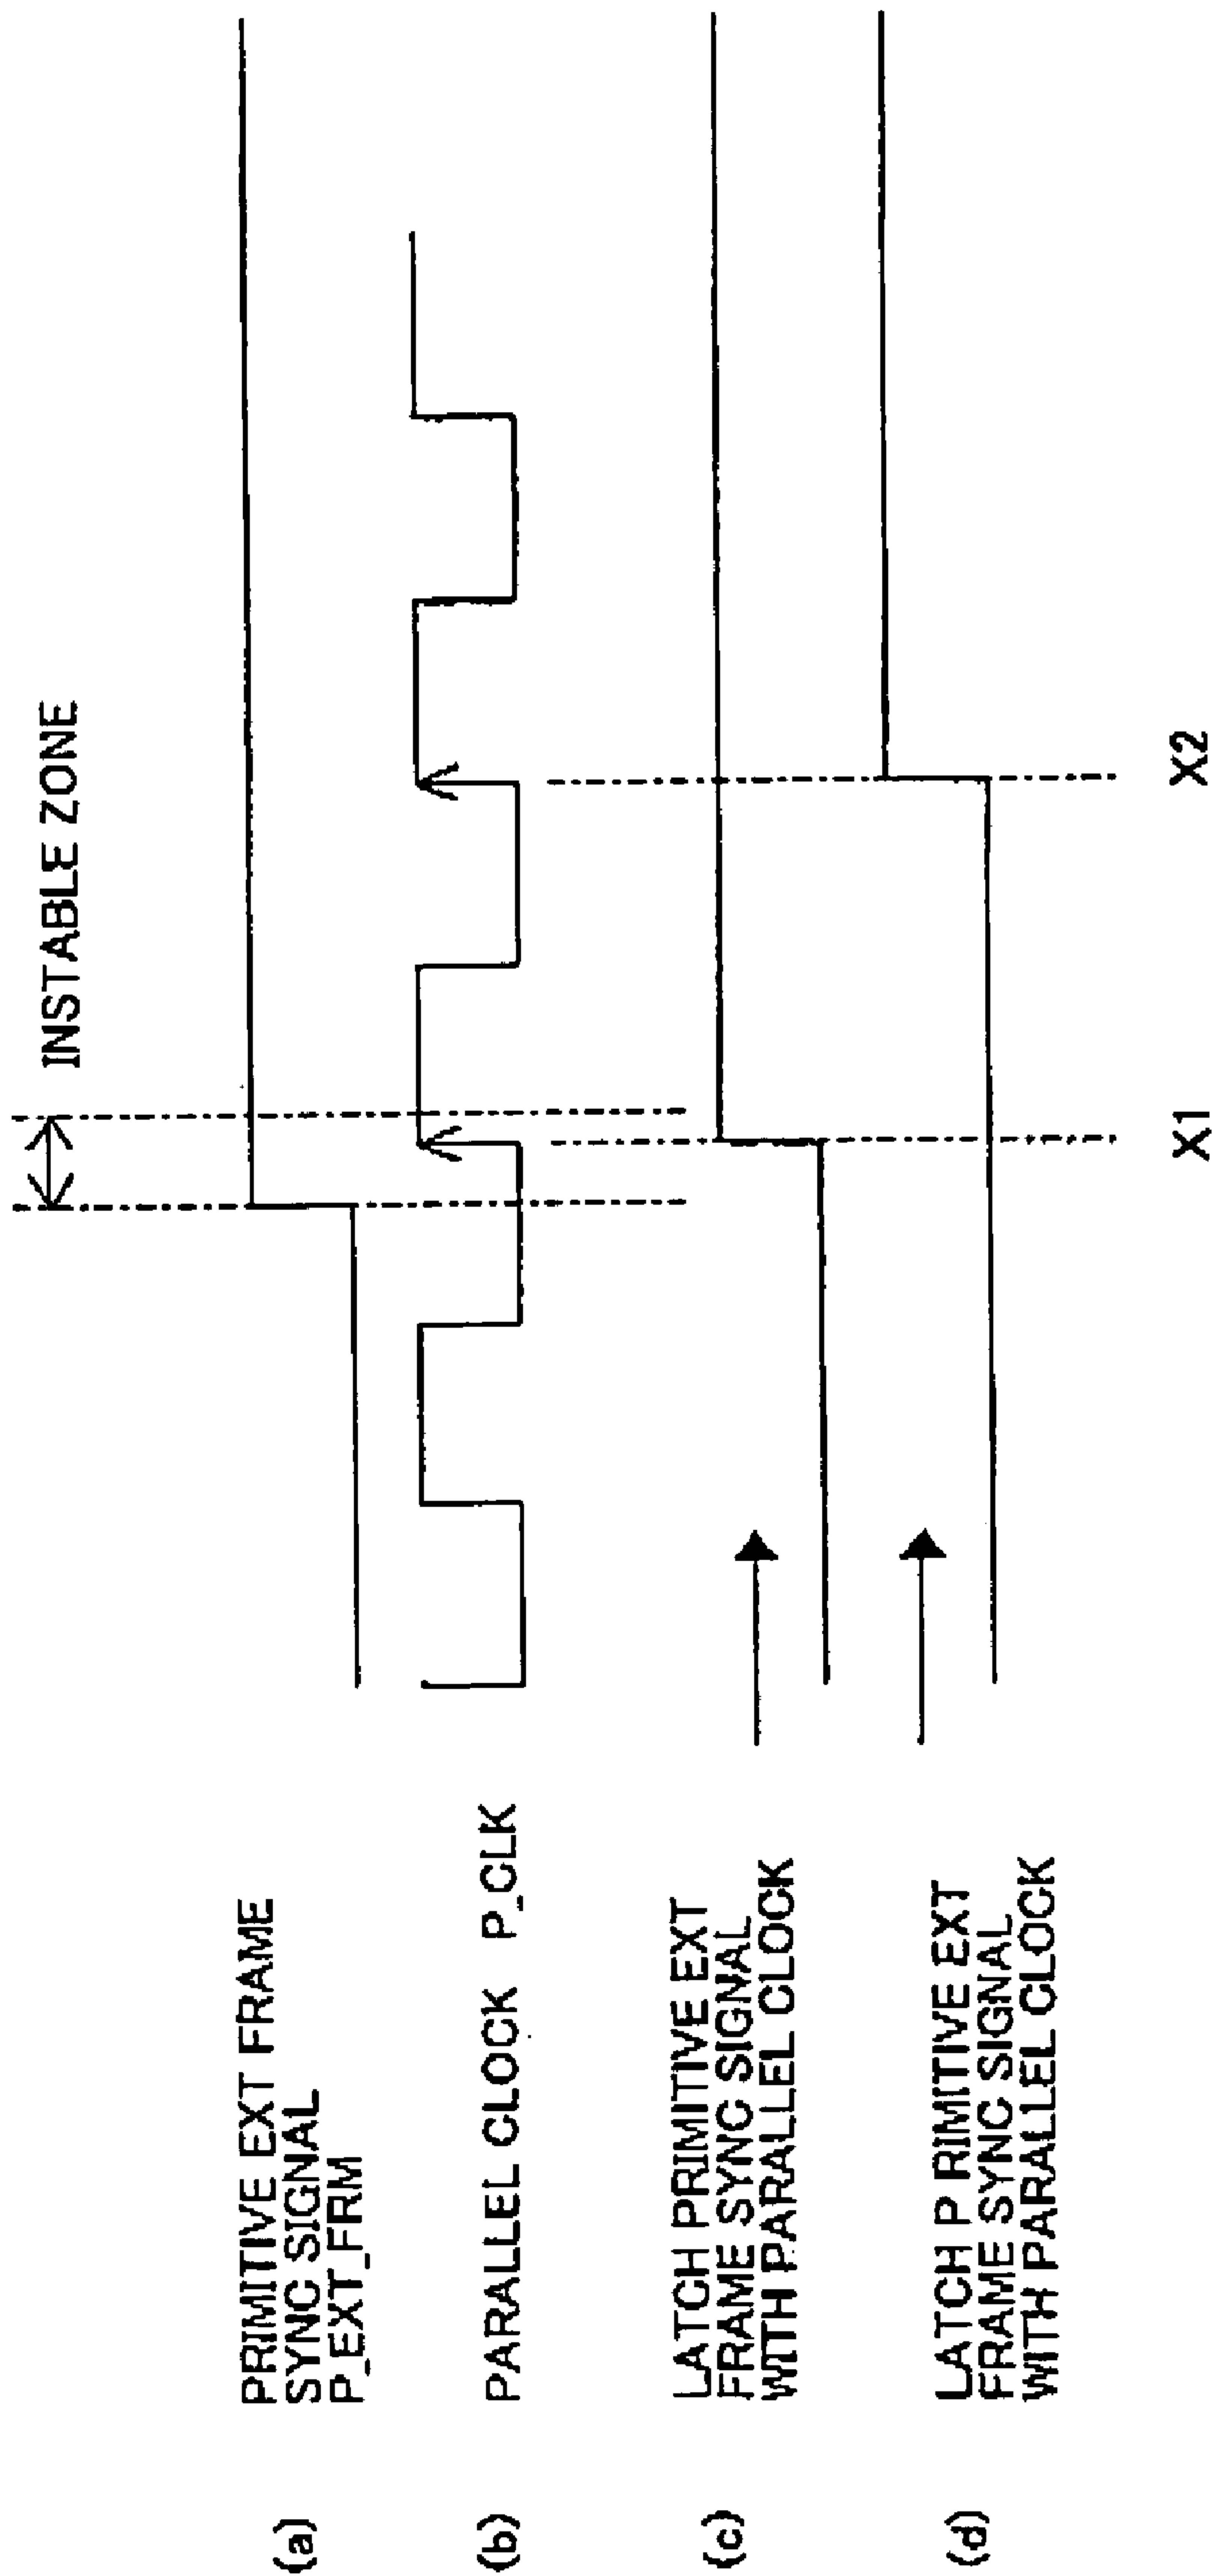 INSTABLE ZONE
(a)
PRIMITIVE EXT FRAME
SYNC SIGNAL
P_EXT_FRM
(b)
PARALLEL CLOCK P_CLK
(c)
LATCH PRIMITIVE EXT
FRAME SYNC SIGNAL
WITH PARALLEL CLOCK
(d)
LATCH P RIMITIVE EXT
FRAME SYNC SIGNAL
WITH PARALLEL CLOCK
X1
X2